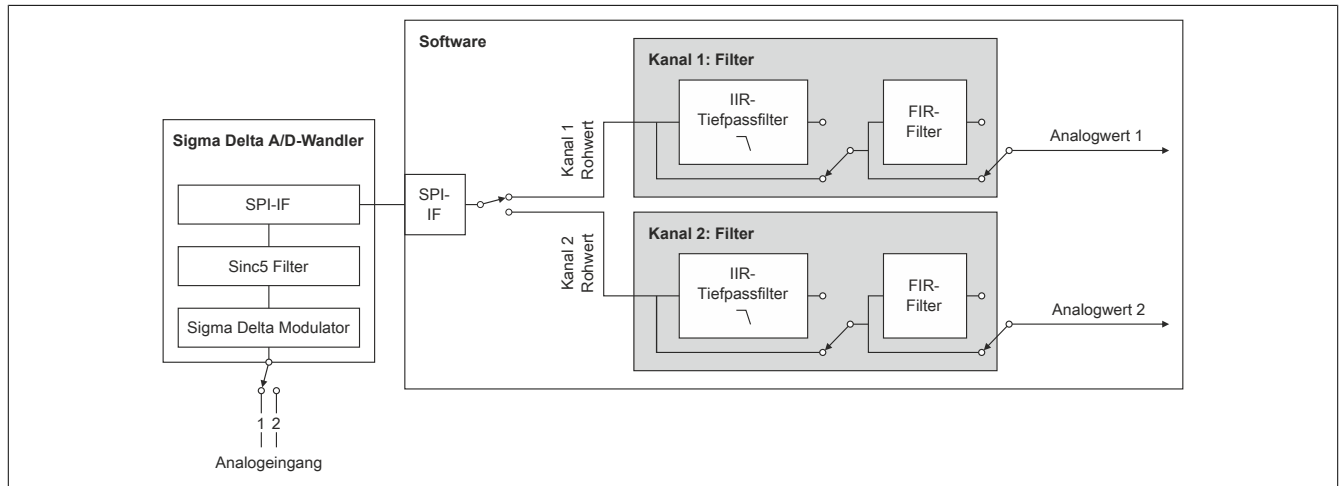 Software
Kanal 1: Filter
IIR-
Tiefpassfilter
FIR-
Filter
Analogwert 1
Kanal 1
Rohwert
Sigma Delta A/D-Wandler
SPI-IF
Sinc5 Filter
Sigma Delta Modulator
SPI-
IF
Kanal 2
Rohwert
Kanal 2: Filter
IIR-
Tiefpassfilter
FIR-
Filter
Analogwert 2
1 2
Analogeingang